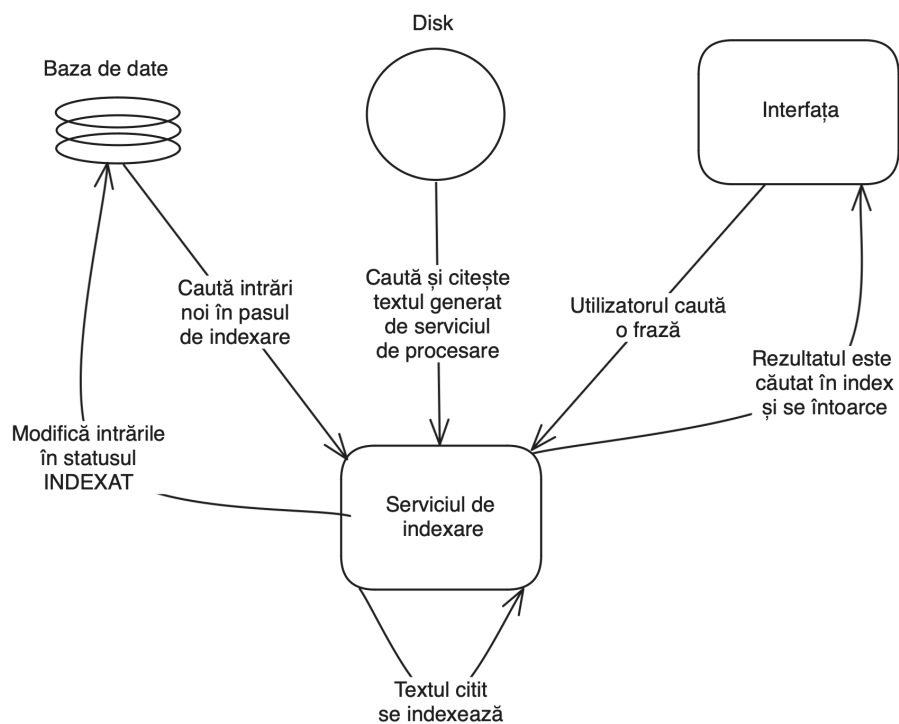 Disk
Baza de date
Interfața
Caută intrări
noi în pasul
de indexare
Caută și citește
textul generat
de serviciul
de procesare
Utilizatorul caută
o frază
Rezultatul este
căutat în index
și se întoarce
Modifică intrările
în statusul
INDEXAT
Serviciul de
indexare
Textul citit
se indexează